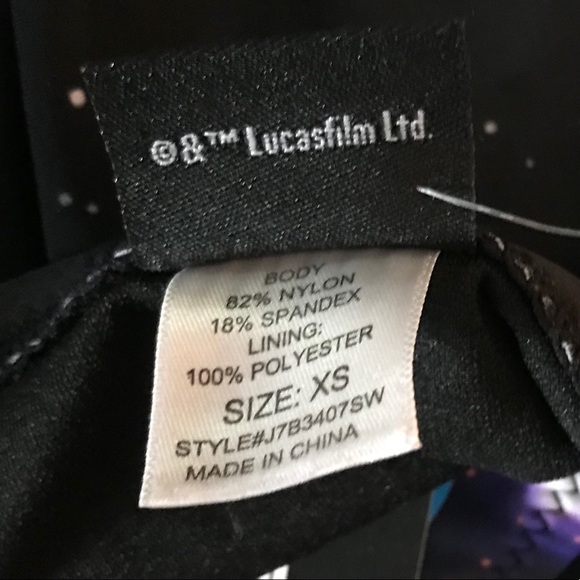 ©&™ Lucasfilm Ltd.
BODY
82% NYLON
18% SPANDEX
LINING:
100% POLYESTER
SIZE: XS
STYLE#J7B3407SW
MADE IN CHINA